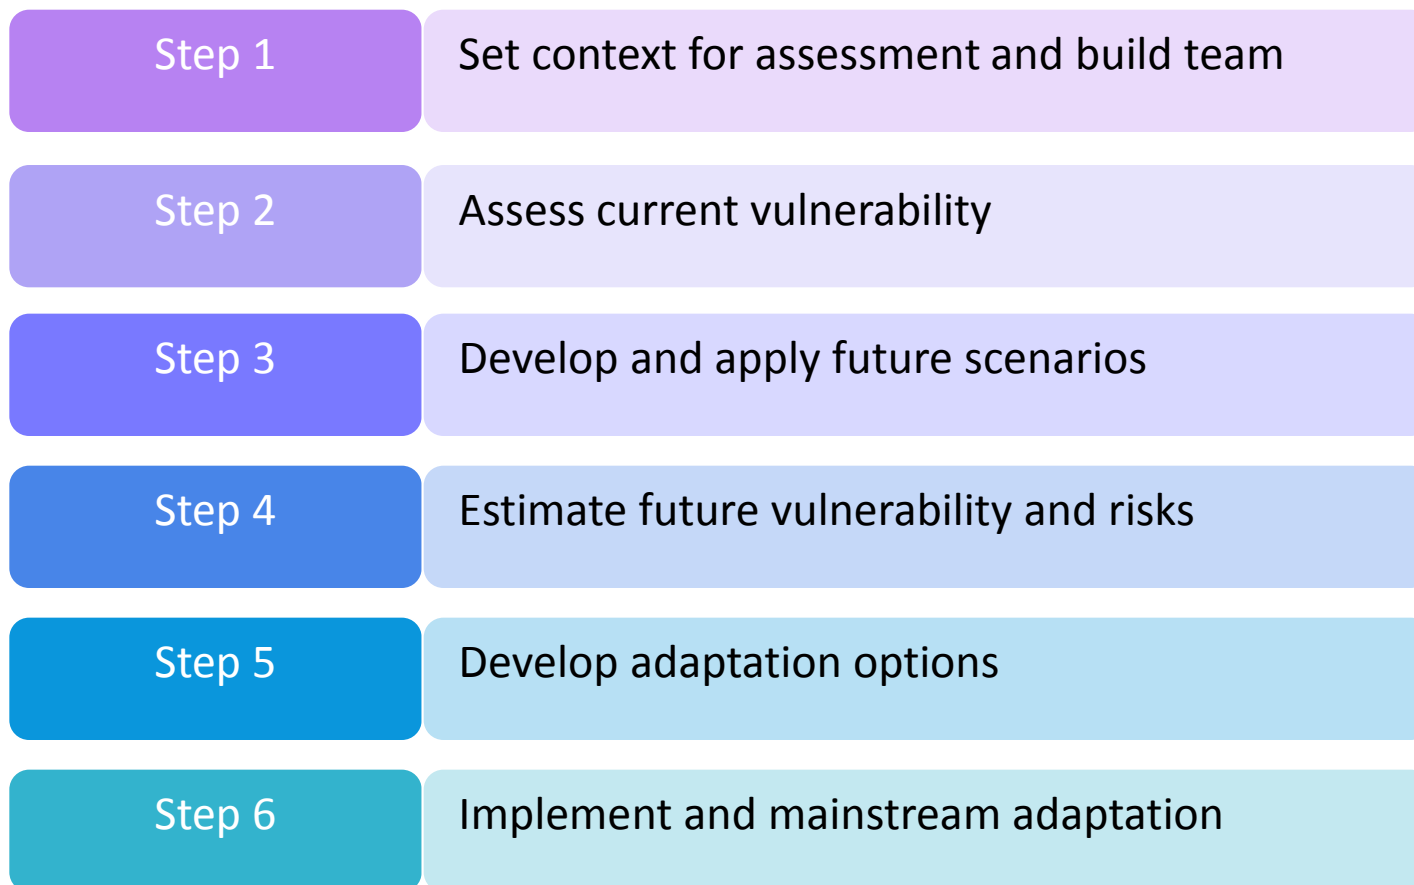 Step 1
Set context for assessment and build team
Step 2
Assess current vulnerability
Step 3
Develop and apply future scenarios
Step 4
Estimate future vulnerability and risks
Step 5
Develop adaptation options
Step 6
Implement and mainstream adaptation